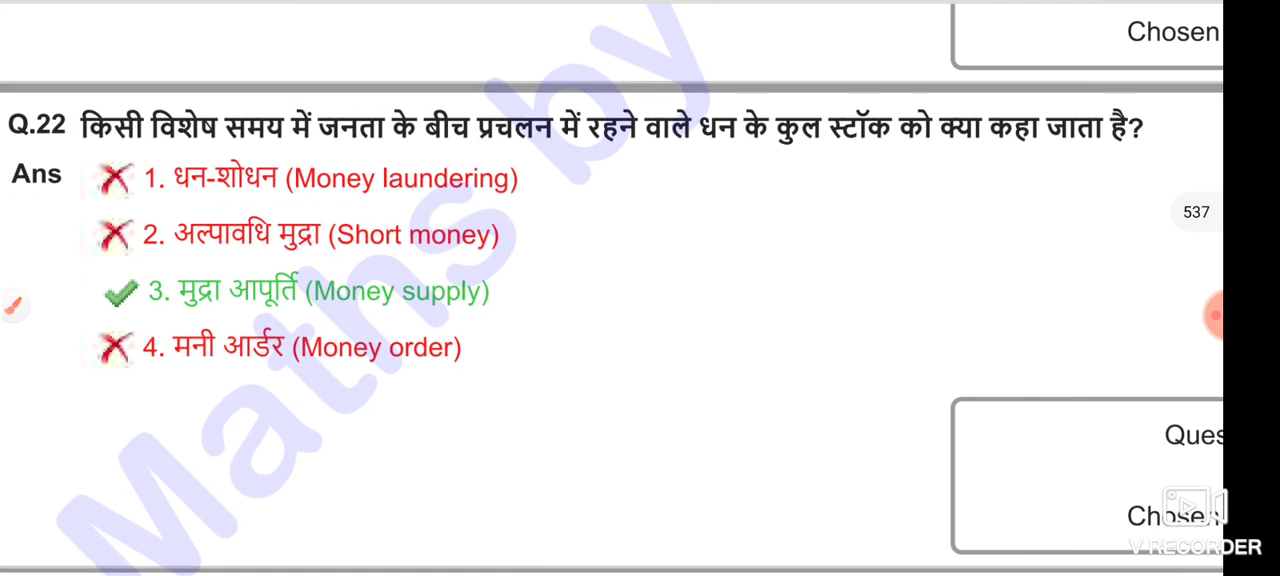 Chosen
Q.22 किसी विशेष समय में जनता के बीच प्रचलन में रहने वाले धन के कुल स्टॉक को क्या कहा जाता है?
Ans 1. धन-शोधन (Money laundering)
537
2. अल्पावधि मुद्रा (Short money)
3. मुद्रा आपूर्ति (Money supply)
4. मनी आर्डर (Money order)
Ques
Chosen
V RECORDER
Maths by